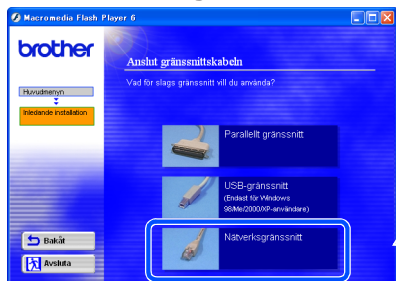 Macromedia Flash Player 6
brother
Anslut gränssnittskabeln
Vad för slags gränssnitt vill du använda?
Huvudmenyn
Inledande installation
Parallellt gränssnitt
USB-gränssnitt
(Endast för Windows
98/Me/2000/XP-användare)
Nätverksgränssnitt
Bakåt
Avsluta